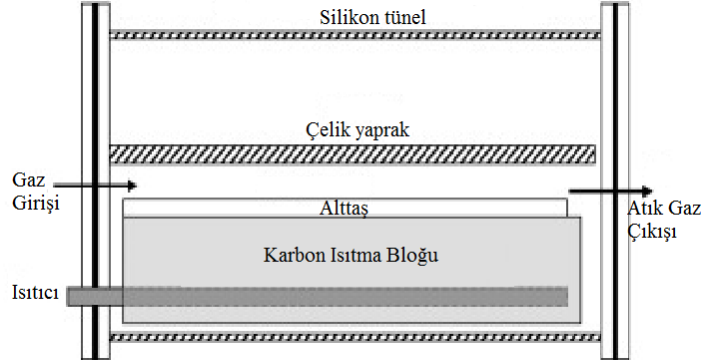 Silikon tünel
Çelik yaprak
Gaz
Girişi
Alttaş
Atık Gaz
Çıkışı
Karbon Isıtma Bloğu
Isıtıcı